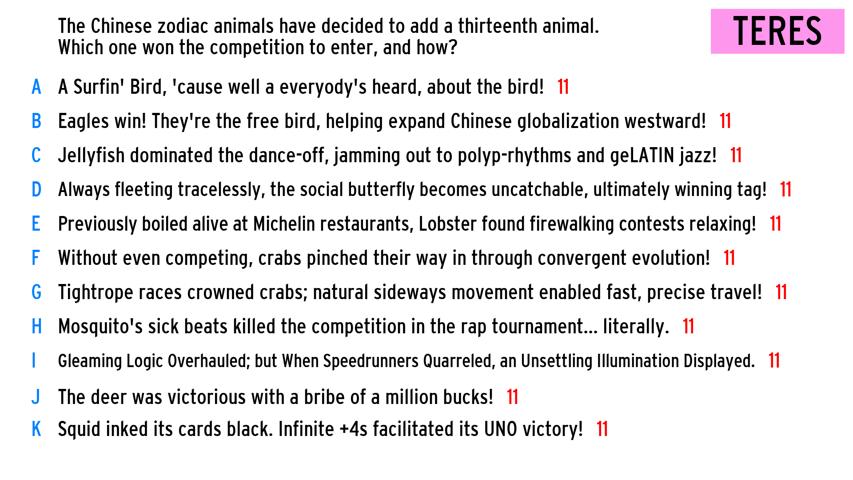 The Chinese zodiac animals have decided to add a thirteenth animal.
Which one won the competition to enter, and how?
TERES
A A Surfin' Bird, 'cause well a everyody's heard, about the bird! 11
B Eagles win! They're the free bird, helping expand Chinese globalization westward! 11
C Jellyfish dominated the dance-off, jamming out to polyp-rhythms and geLATIN jazz! 11
D Always fleeting tracelessly, the social butterfly becomes uncatchable, ultimately winning tag! 11
E Previously boiled alive at Michelin restaurants, Lobster found firewalking contests relaxing! 11
F Without even competing, crabs pinched their way in through convergent evolution! 11
G Tightrope races crowned crabs; natural sideways movement enabled fast, precise travel! 11
H Mosquito's sick beats killed the competition in the rap tournament... literally. 11
I Gleaming Logic Overhauled; but When Speedrunners Quarreled, an Unsettling Illumination Displayed. 11
J The deer was victorious with a bribe of a million bucks! 11
K Squid inked its cards black. Infinite +4s facilitated its UNO victory! 11